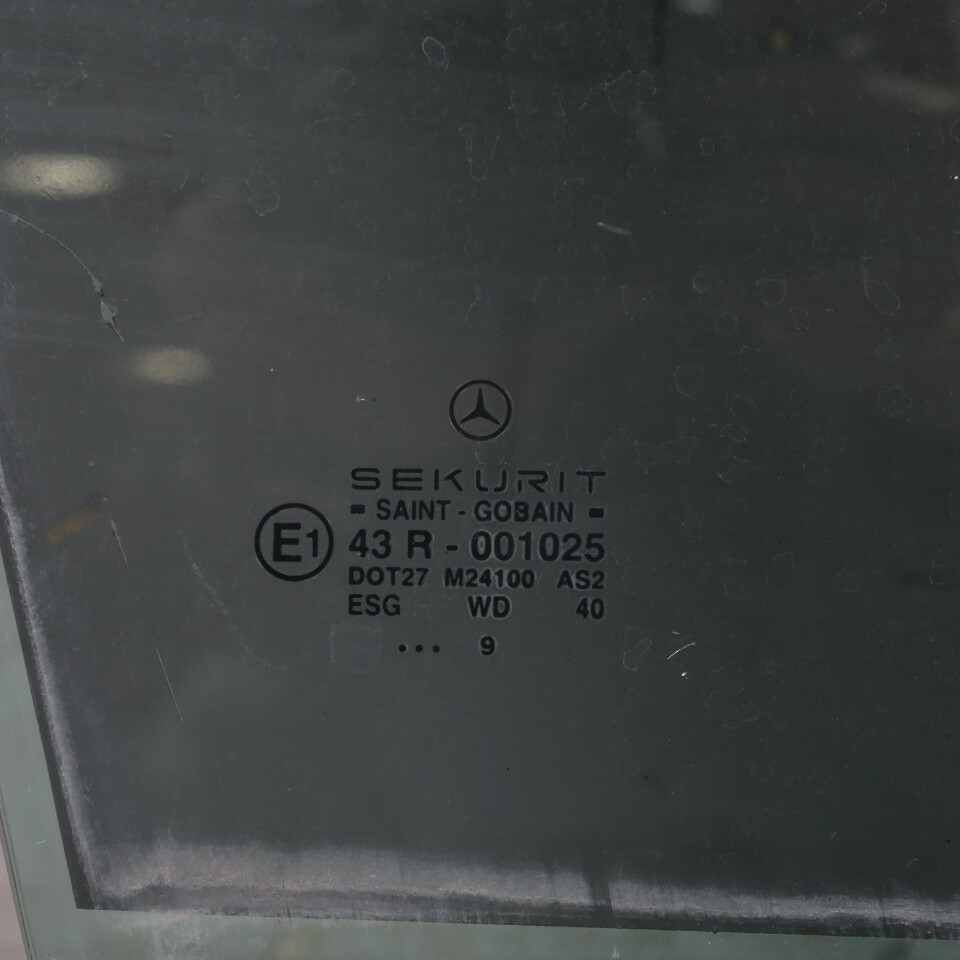 SEKURIT
SAINT - GOBAIN
E1 43 R - 001025
DOT27 M24100 AS2
ESG WD 40
... 9